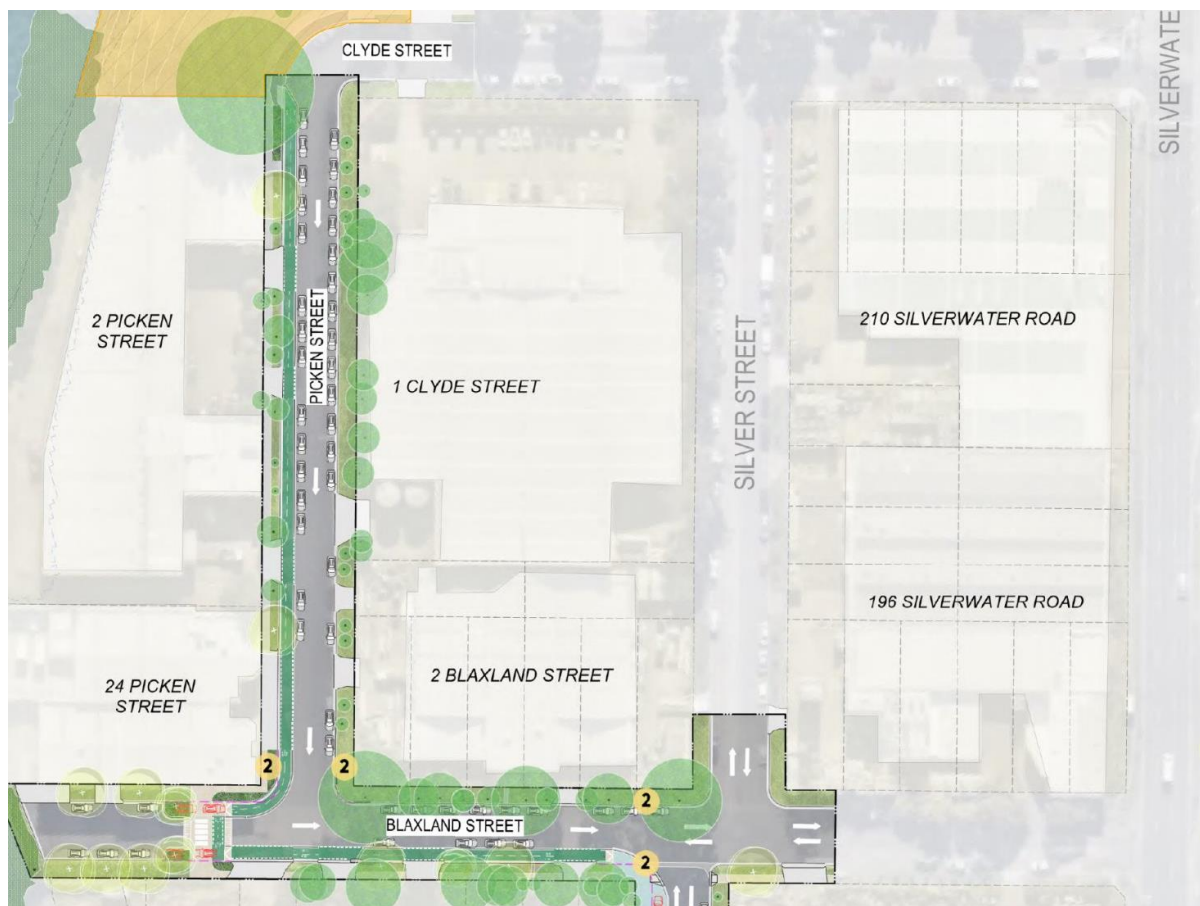 CLYDE STREET
SILVERWATE
2 PICKEN
STREET
PICKEN STREET
1 CLYDE STREET
SILVER STREET
210 SILVERWATER ROAD
196 SILVERWATER ROAD
24 PICKEN
STREET
2 BLAXLAND STREET
2
2
2
BLAXLAND STREET
2